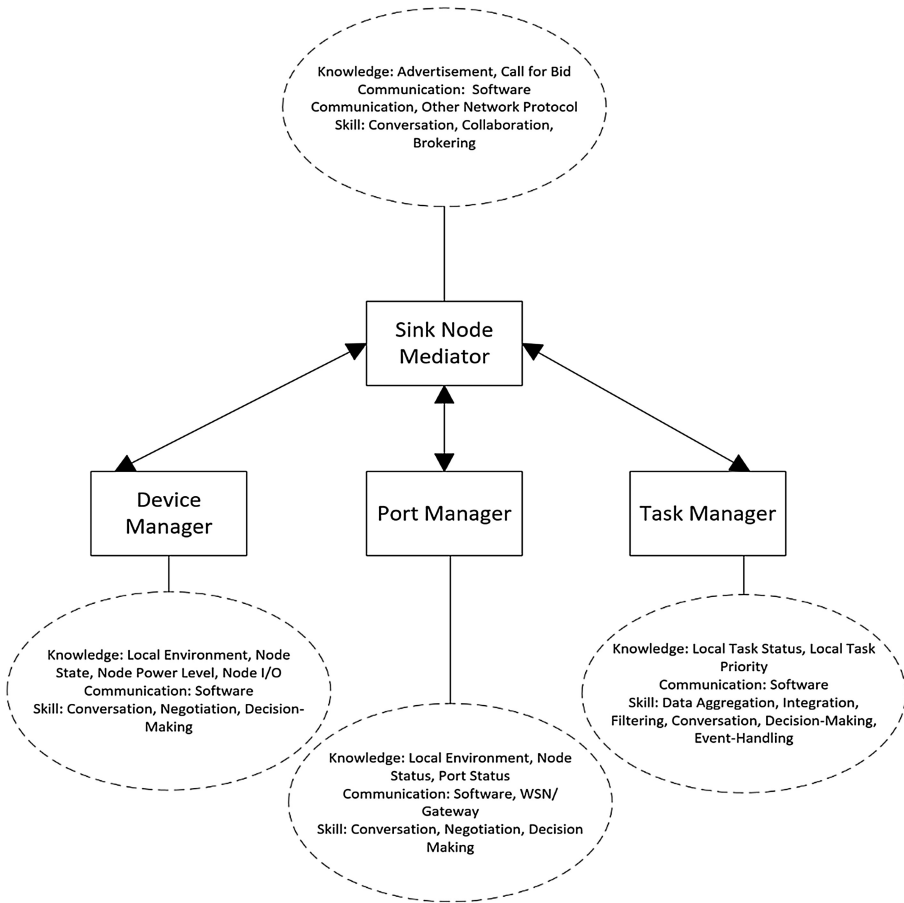 Knowledge: Advertisement, Call for Bid
Communication:  Software
Communication, Other Network Protocol
Skill: Conversation, Collaboration,
Brokering
Sink Node
Mediator
Device
Manager
Port Manager
Task Manager
Knowledge: Local Environment, Node
State, Node Power Level, Node I/O
Communication: Software
Skill: Conversation, Negotiation, Decision-
Making
Knowledge: Local Environment, Node
Status, Port Status
Communication: Software, WSN/
Gateway
Skill: Conversation, Negotiation, Decision
Making
Knowledge: Local Task Status, Local Task
Priority
Communication: Software
Skill: Data Aggregation, Integration,
Filtering, Conversation, Decision-Making,
Event-Handling